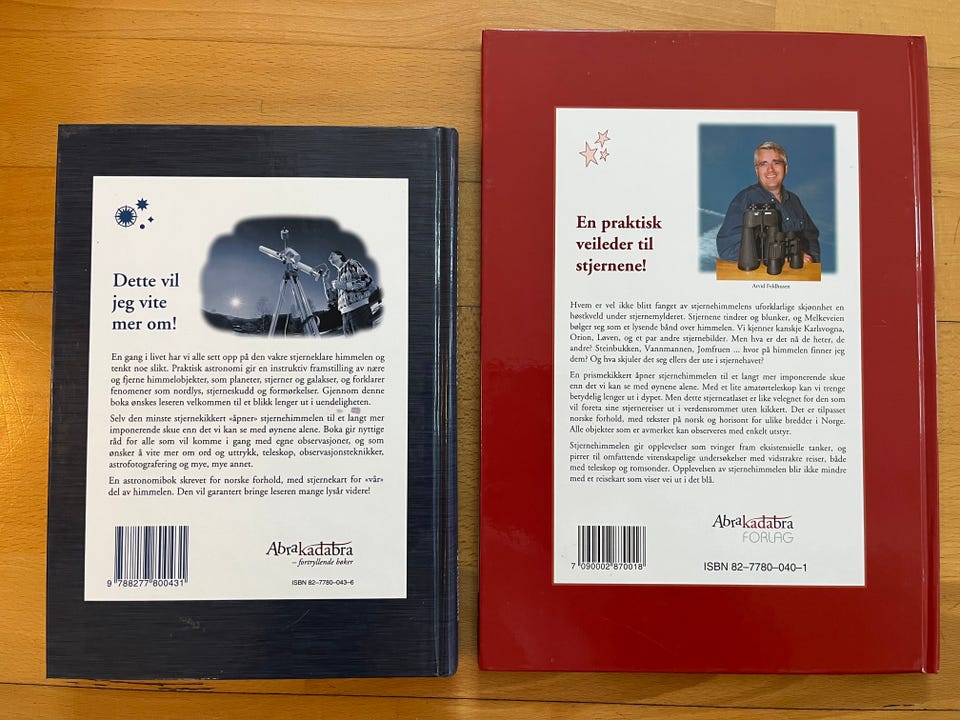 Dette vil
jeg vite
mer om!
En gang i livet har vi alle sett opp på den vakre stjerneklare himmelen og
tenkt noe slikt. Praktisk astronomi gir en instruktiv framstilling av nære
og fjerne himmelobjekter, som planeter, stjerner og galakser, og forklarer
fenomener som nordlys, stjerneskudd og formørkelser. Gjennom denne
boka ønskes leseren velkommen til et blikk lenger ut i uendeligheten.
Selv den minste stjernekikkert «åpner» stjernehimmelen til et langt mer
imponerende skue enn det vi kan se med øynene alene. Boka gir nyttige
råd for alle som vil komme i gang med egne observasjoner, og som
ønsker å vite mer om ord og uttrykk, teleskop, observasjonsteknikker,
astrofotografering og mye, mye annet.
En astronomibok skrevet for norske forhold, med stjernekart for «vår»
del av himmelen. Den vil garantert bringe leseren mange lysår videre!
9 788277 800431
Abrakadabra
– fortryllende bøker
ISBN 82–7780–043–6
En praktisk
veileder til
stjernene!
Arvid Feldhusen
Hvem er vel ikke blitt fanget av stjernehimmelens uforklarlige skjønnhet en
høstkveld under stjernemylderet. Stjernene tindrer og blunker, og Melkeveien
bølger seg som et lysende bånd over himmelen. Vi kjenner kanskje Karlsvogna,
Orion, Løven, og et par andre stjernebilder. Men hva er det nå de heter, de
andre? Steinbukken, Vannmannen, Jomfruen ... hvor på himmelen finner jeg
dem? Og hva skjuler det seg ellers der ute i stjernehavet?
En prismekikkert åpner stjernehimmelen til et langt mer imponerende skue
enn det vi kan se med øynene alene. Med et lite amatørteleskop kan vi trenge
betydelig lenger ut i dypet. Men dette stjerneatlaset er like velegnet for den som
vil foreta sine stjernereiser ut i verdensrommet uten kikkert. Det er tilpasset
norske forhold, med tekster på norsk og horisont for ulike bredder i Norge.
Alle objekter som er avmerket kan observeres med enkelt utstyr.
Stjernehimmelen gir opplevelser som tvinger fram eksistensielle tanker, og
pirrer til omfattende vitenskapelige undersøkelser med vidstrakte reiser, både
med teleskop og romsonder. Opplevelsen av stjernehimmelen blir ikke mindre
med et reisekart som viser vei ut i det blå.
7 090002 870018
Abrakadabra
FORLAG
ISBN 82–7780–040–1